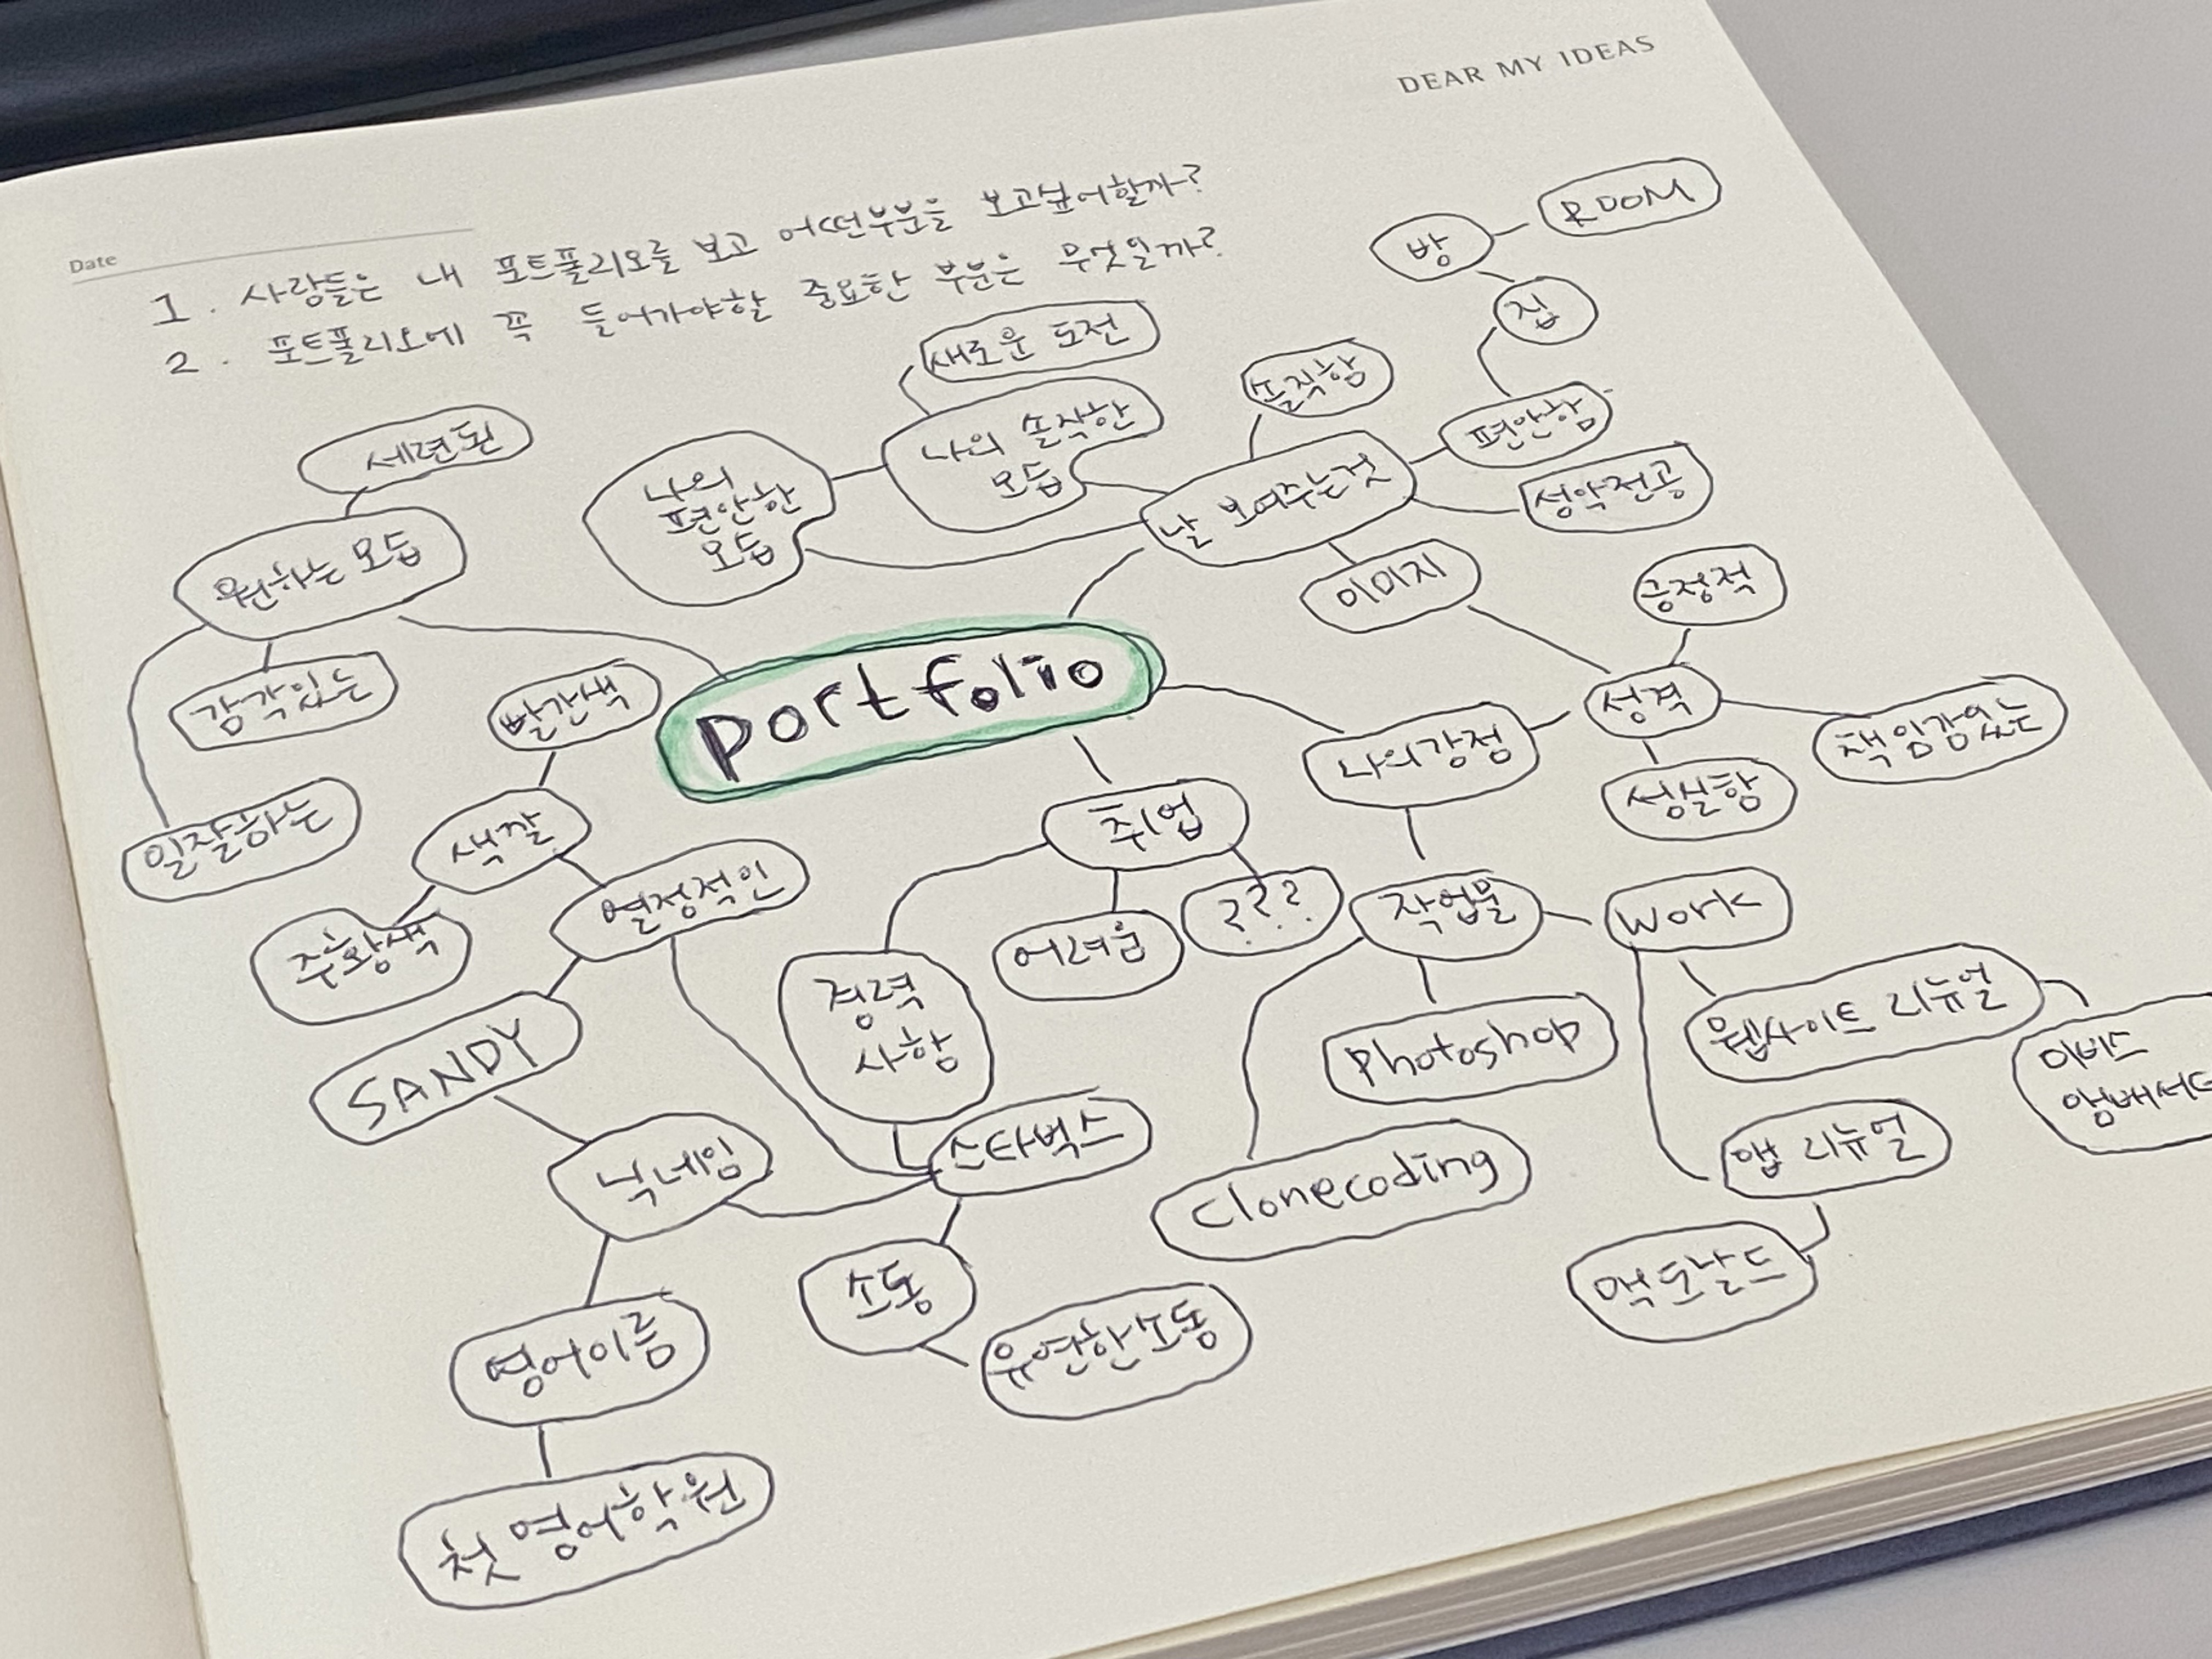 DEAR MY IDEAS
Date
1. 사람들은 내 포트폴리오를 보고 어떤부분을 보고싶어할까?
2. 포트폴리오에 꼭 들어가야할 중요한 부분은 무엇일까?
ROOM
방
집
새로운 도전
솔직함
편안함
세련된
나의 솔직한
모습
나의
편안한
모습
날 보여주는것
성악전공
원하는 모습
이미지
긍정적
감각있는
빨간색
portfolio
성격
책임감있는
나의강점
성실함
일잘하는
색깔
취업
열정적인
???
작업물
work
주황색
어려움
경력
사항
웹사이트 리뉴얼
Photoshop
SANDY
이비스
앰배서더
스타벅스
앱 리뉴얼
닉네임
Clonecoding
소통
맥도날드
유연한소통
영어이름
첫 영어학원